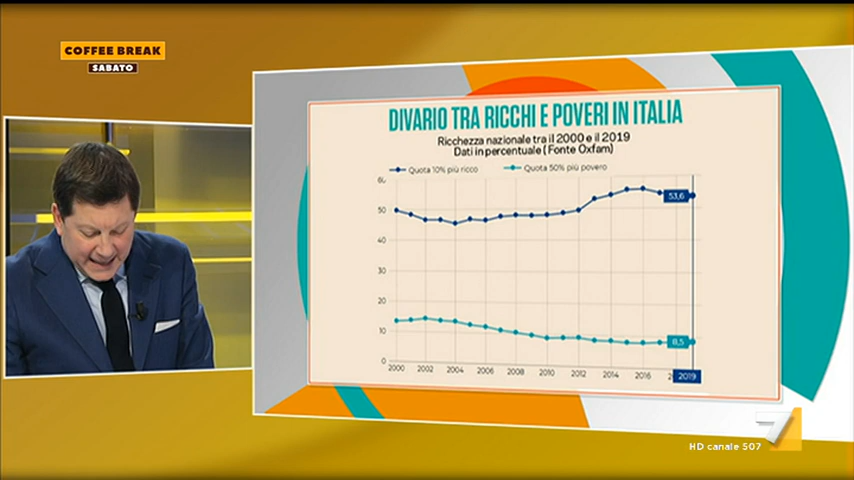 COFFEE BREAK
SABATO
DIVARIO TRA RICCHI E POVERI IN ITALIA
Ricchezza nazionale tra il 2000 e il 2019
Dati in percentuale (Fonte Oxfam)
Quota 10% più ricco
Quota 50% più povero
60
50
40
30
20
10
0
53,6
8,5
2000
2002
2004
2006
2008
2010
2012
2014
2016
2019
7
HD canale 507